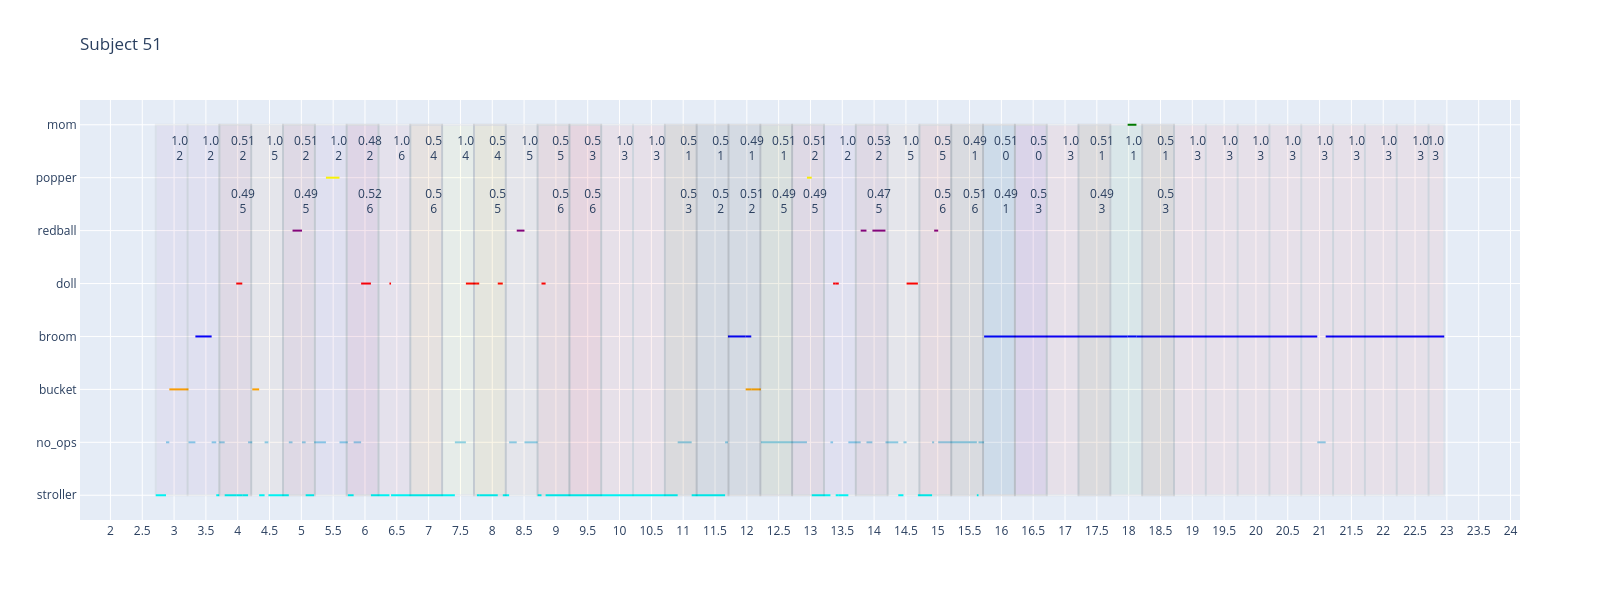 Subject 51
mom
1.0 1.0 0.51 1.0 0.51 1.0 0.48 1.0 0.5 1.0 0.5 1.0 0.5 0.5 1.0 1.0 0.5 0.5 0.49 0.51 0.51 1.0 0.53 1.0 0.5 0.49 0.51 0.5 1.0 0.51 1.0 0.51 1.0 1.0 1.0 1.0 1.0 1.0 1.0 1.0 1.0
2 2 2 5 2 2 2 6 4 4 4 5 5 3 3 3 1 1 1 1 2 2 2 5 5 1 0 0 3 1 1 1 3 3 3 3 3 3 3 3 3
popper
0.49 0.49 0.52 0.5 0.5 0.5 0.5 0.5 0.5 0.51 0.49 0.49 0.47 0.5 0.51 0.49 0.5 0.49 0.5
5 5 6 6 5 6 6 3 2 2 5 5 5 6 6 1 3 3 3
redball
doll
broom
bucket
no_ops
stroller
2 2.5 3 3.5 4 4.5 5 5.5 6 6.5 7 7.5 8 8.5 9 9.5 10 10.5 11 11.5 12 12.5 13 13.5 14 14.5 15 15.5 16 16.5 17 17.5 18 18.5 19 19.5 20 20.5 21 21.5 22 22.5 23 23.5 24